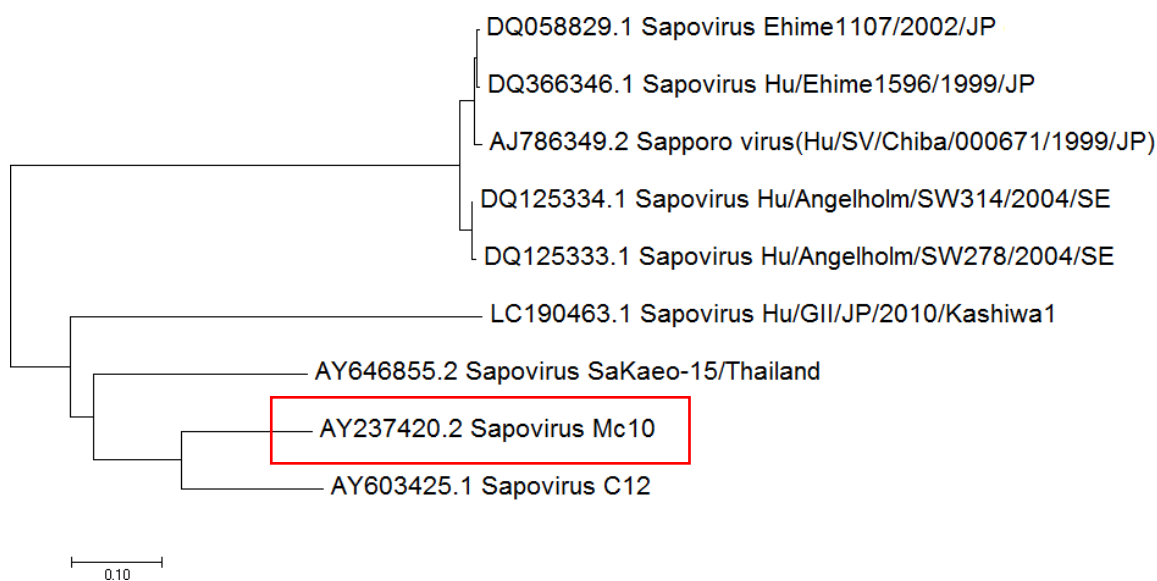 DQ058829.1 Sapovirus Ehime1107/2002/JP
DQ366346.1 Sapovirus Hu/Ehime1596/1999/JP
AJ786349.2 Sapporo virus(Hu/SV/Chiba/000671/1999/JP)
DQ125334.1 Sapovirus Hu/Angelholm/SW314/2004/SE
DQ125333.1 Sapovirus Hu/Angelholm/SW278/2004/SE
LC190463.1 Sapovirus Hu/GII/JP/2010/Kashiwa1
AY646855.2 Sapovirus SaKaeo-15/Thailand
AY237420.2 Sapovirus Mc10
AY603425.1 Sapovirus C12
0.10